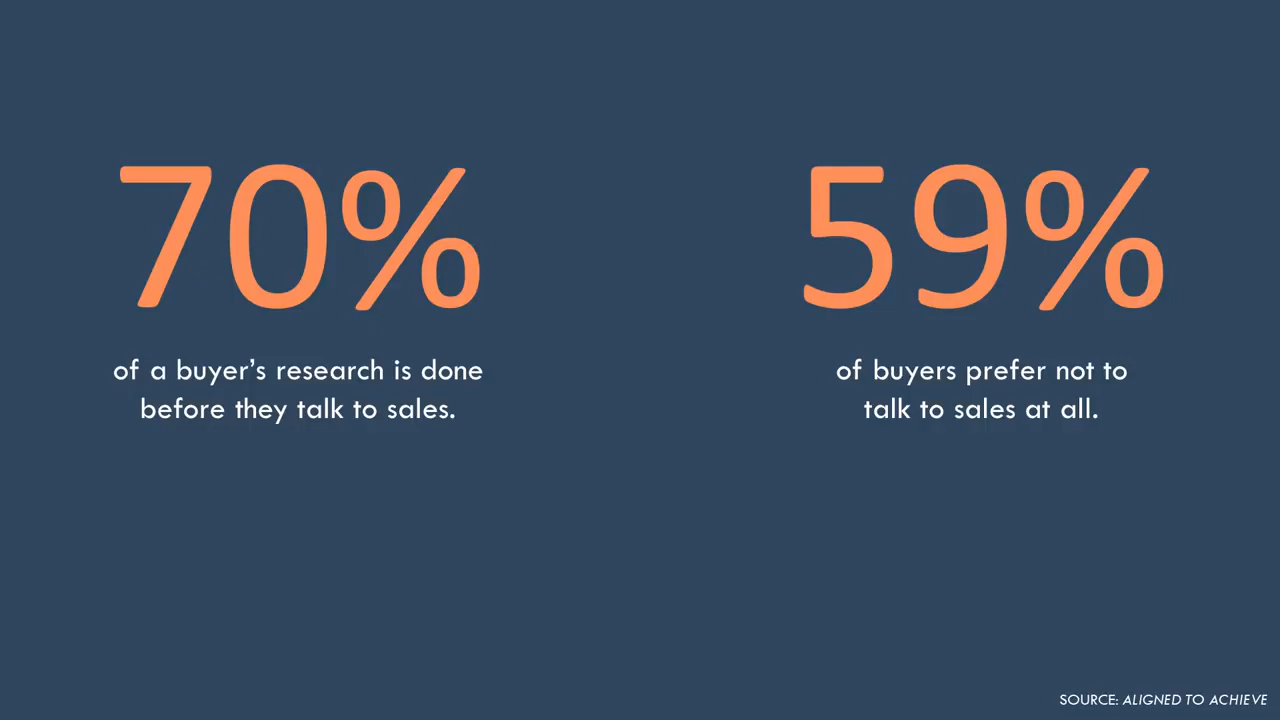 70%
of a buyer’s research is done
before they talk to sales.
59%
of buyers prefer not to
talk to sales at all.
SOURCE: ALIGNED TO ACHIEVE